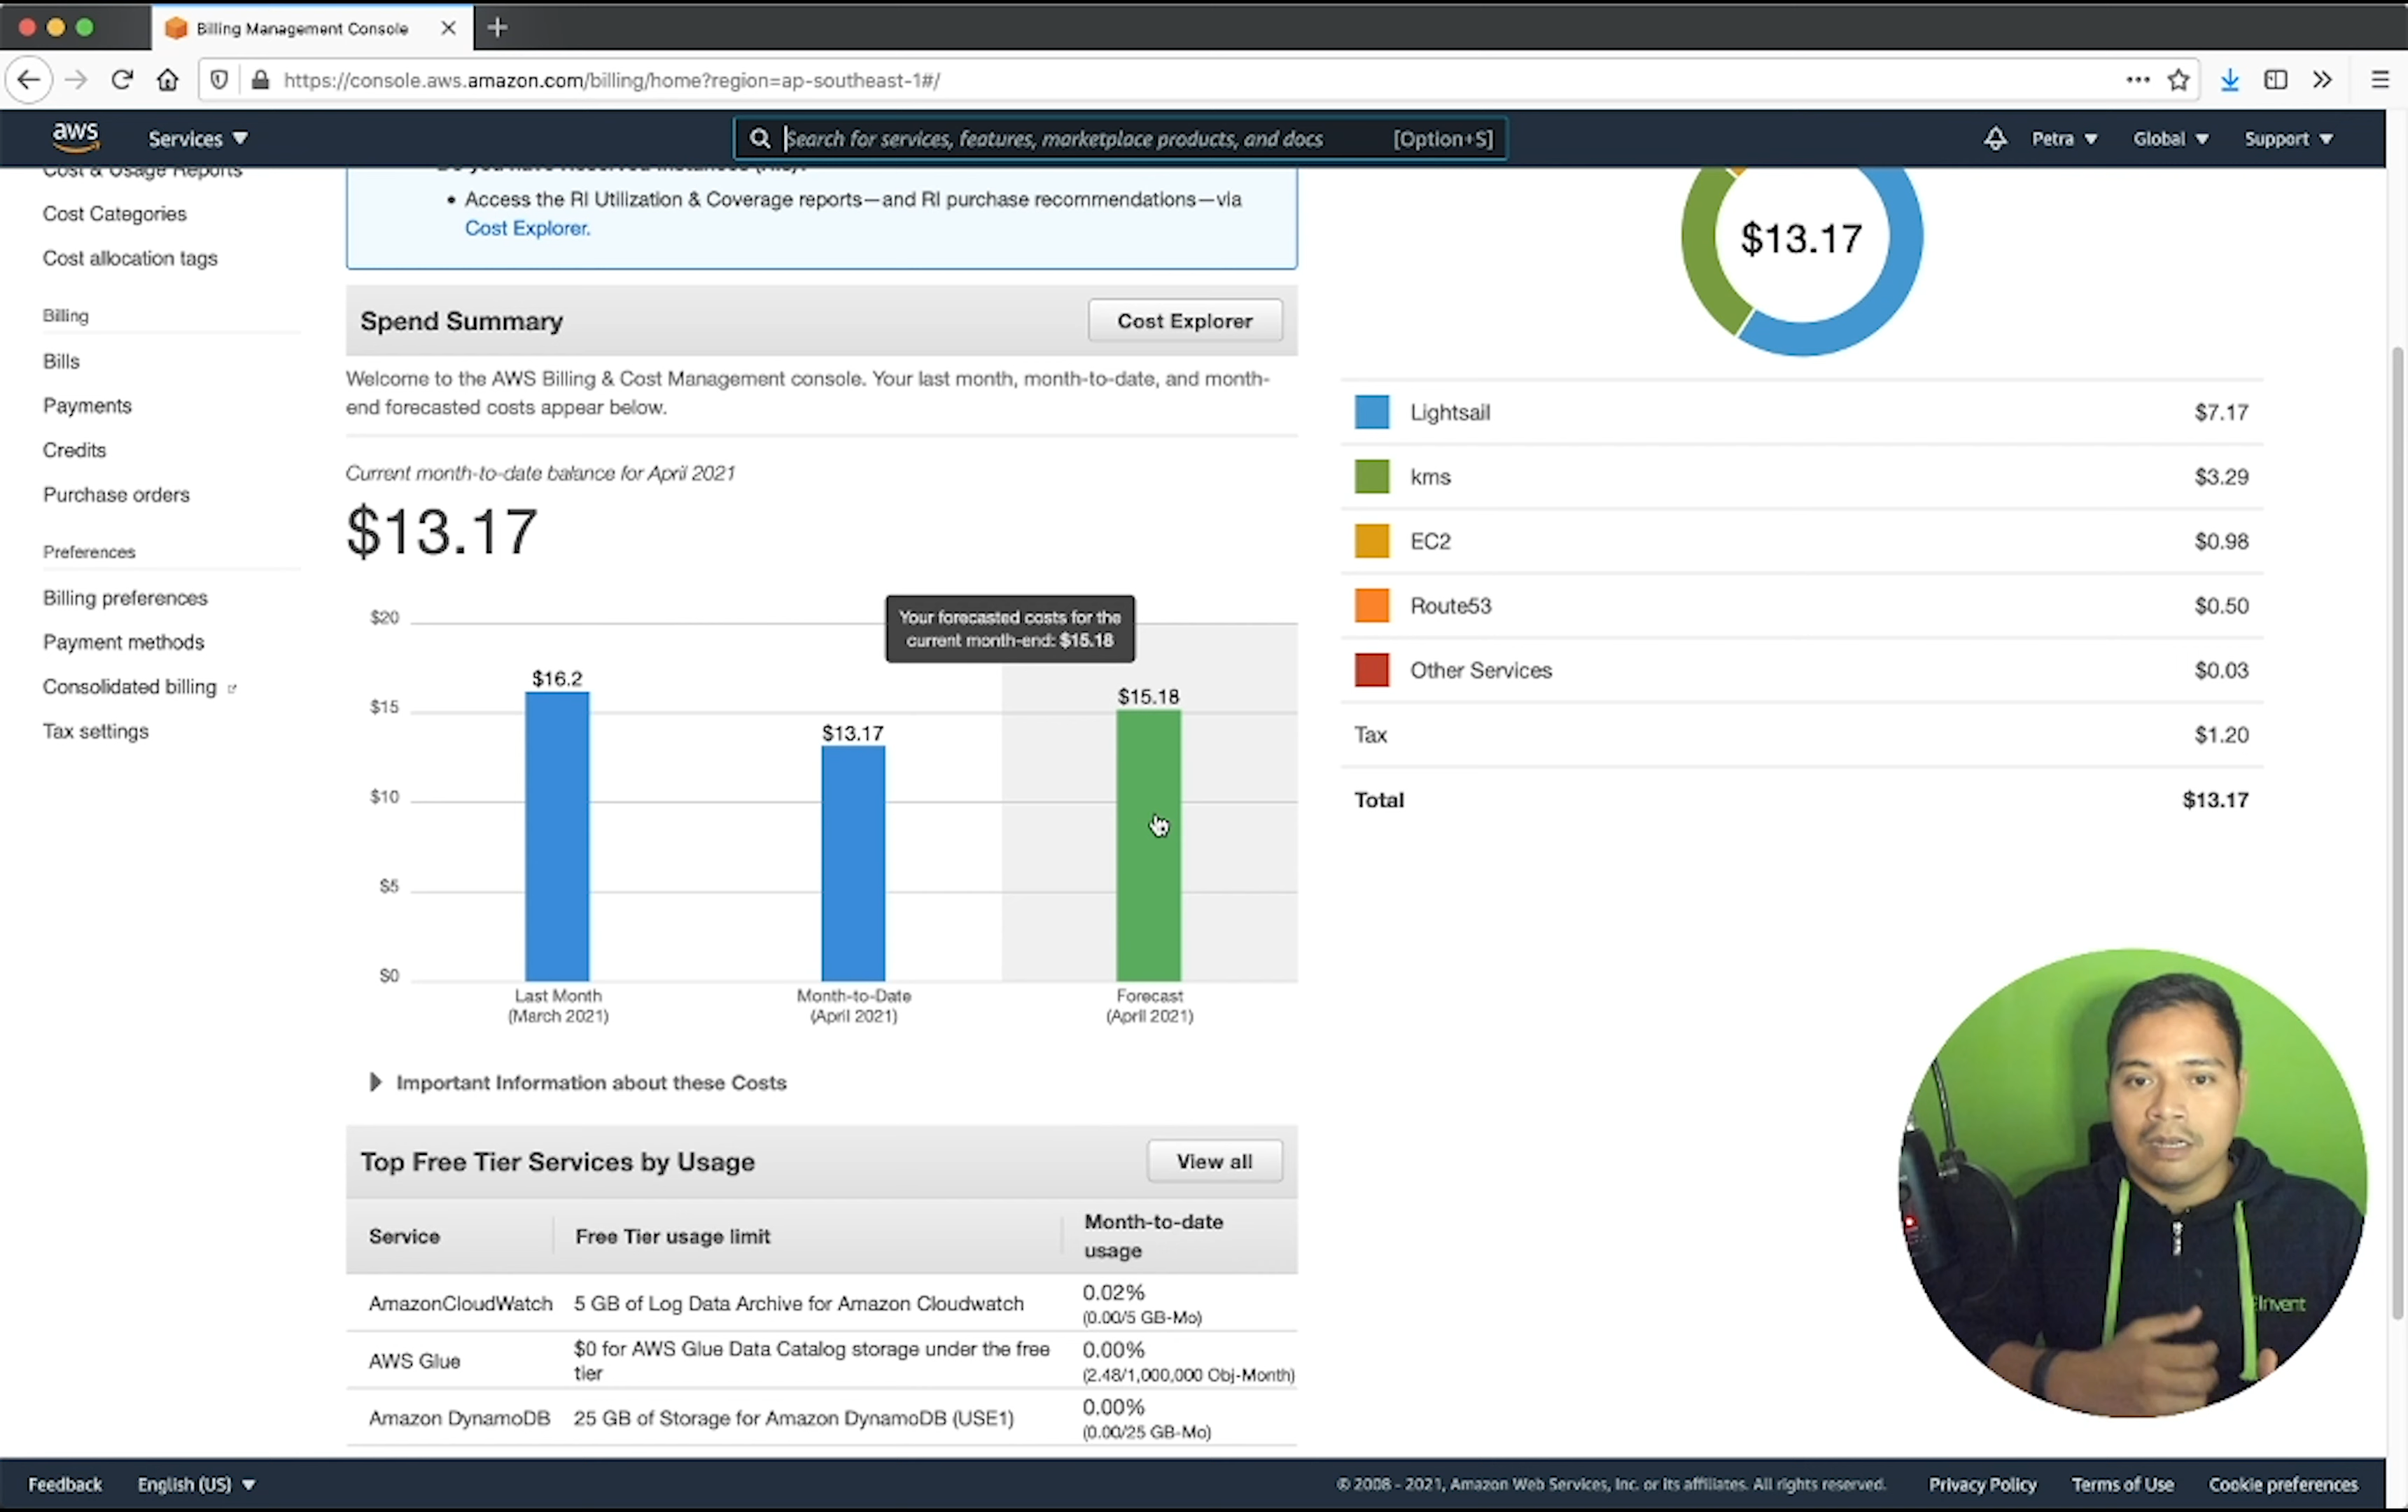 Billing Management Console
https://console.aws.amazon.com/billing/home?region=ap-southeast-1#/
aws
Services
Search for services, features, marketplace products, and docs
[Option+S]
Petra
Global
Support
Cost & Usage Reports
Cost Categories
Cost allocation tags
Billing
Bills
Payments
Credits
Purchase orders
Preferences
Billing preferences
Payment methods
Consolidated billing
Tax settings
Do you have Reserved Instances (RIs)?
• Access the RI Utilization & Coverage reports—and RI purchase recommendations—via
Cost Explorer.
Spend Summary
Cost Explorer
Welcome to the AWS Billing & Cost Management console. Your last month, month-to-date, and month-
end forecasted costs appear below.
Current month-to-date balance for April 2021
$13.17
Your forecasted costs for the
current month-end: $15.18
$20
$15
$10
$5
$0
$16.2
$13.17
$15.18
Last Month
(March 2021)
Month-to-Date
(April 2021)
Forecast
(April 2021)
Important Information about these Costs
Top Free Tier Services by Usage
View all
Service
Free Tier usage limit
Month-to-date
usage
AmazonCloudWatch
5 GB of Log Data Archive for Amazon Cloudwatch
0.02%
(0.00/5 GB-Mo)
AWS Glue
$0 for AWS Glue Data Catalog storage under the free
tier
0.00%
(2.48/1,000,000 Obj-Month)
Amazon DynamoDB
25 GB of Storage for Amazon DynamoDB (USE1)
0.00%
(0.00/25 GB-Mo)
$13.17
Lightsail $7.17
kms $3.29
EC2 $0.98
Route53 $0.50
Other Services $0.03
Tax $1.20
Total $13.17
Feedback
English (US)
© 2008 - 2021, Amazon Web Services, Inc. or its affiliates. All rights reserved.
Privacy Policy
Terms of Use
Cookie preferences